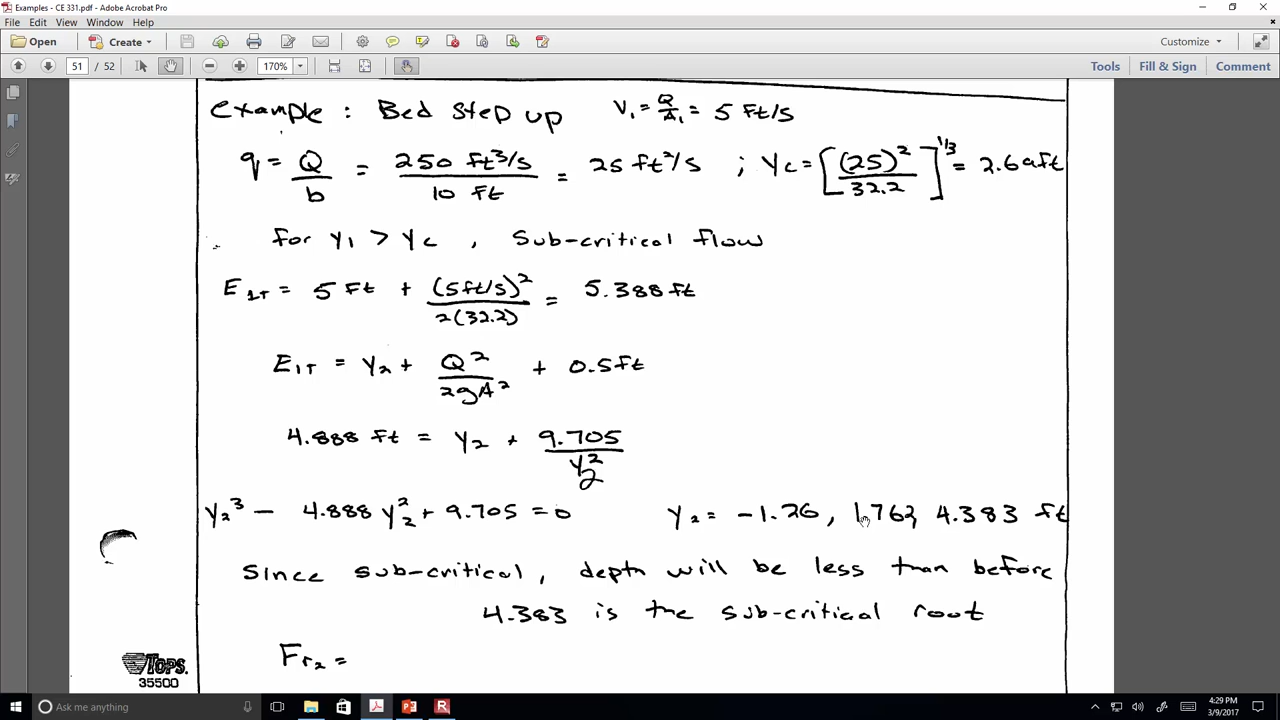 Examples - CE 331.pdf - Adobe Acrobat Pro
File Edit View Window Help
Open Create Customize
51 / 52 170% Tools Fill & Sign Comment
example : Bed Step up V₁ = Q/A₁ = 5 ft/s
q = Q/b = 250 ft³/s / 10 ft = 25 ft²/s ; Yc = [(25)²/32.2]^1/3 = 2.69ft
for y₁ > yc , Sub-critical flow
E₁T = 5 ft + (5ft/s)²/2(32.2) = 5.388 ft
E₁T = y₂ + Q²/2gA² + 0.5ft
4.888 ft = y₂ + 9.705/y₂²
y₂³ - 4.888 y₂² + 9.705 = 0 y₂ = -1.26, 1.762, 4.383 ft
Since sub-critical, depth will be less than before
4.383 is the sub-critical root
Fr₂ =
TOPS.
35500
Ask me anything
4:29 PM
3/9/2017